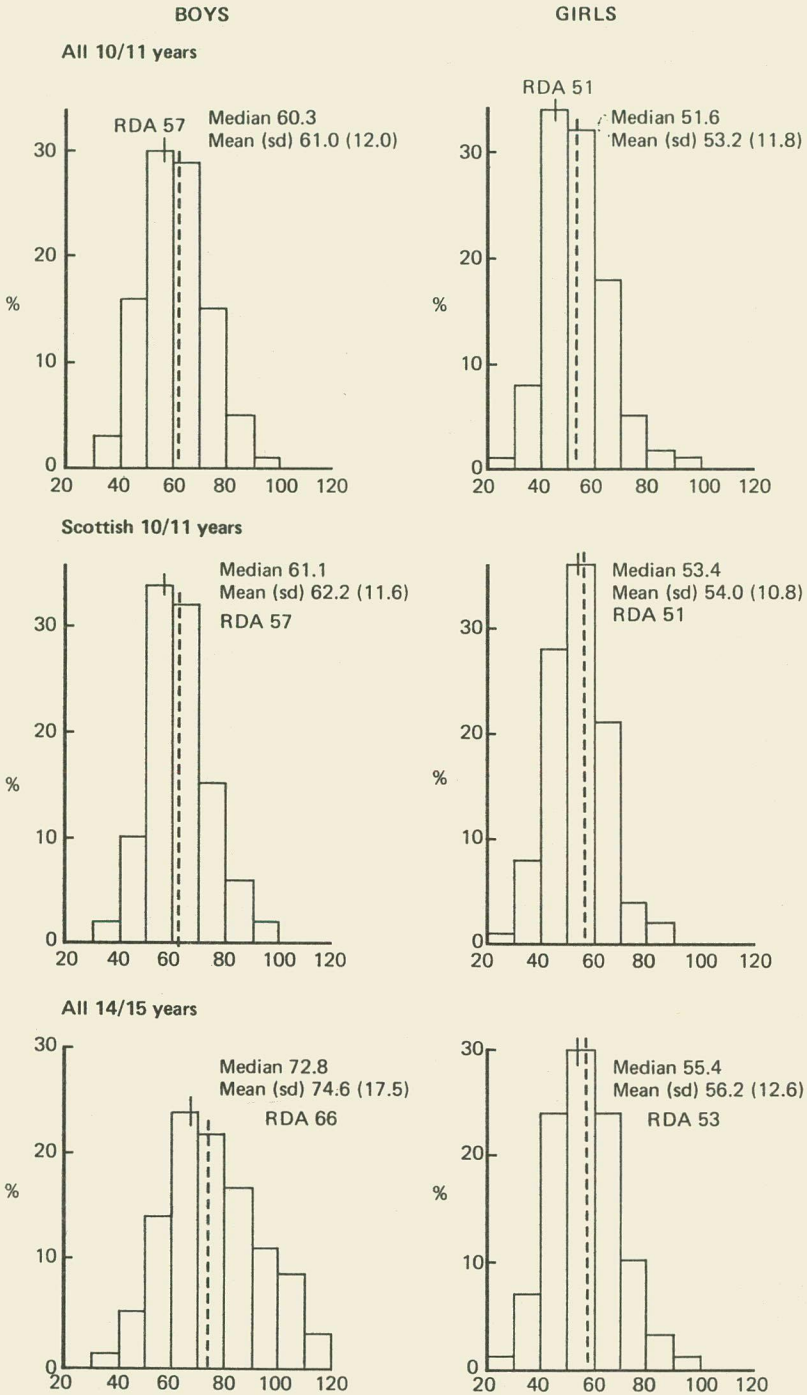 BOYS GIRLS
All 10/11 years
RDA 57
Median 60.3
Mean (sd) 61.0 (12.0)
30
20
%
10
0
20 40 60 80 100 120
RDA 51
Median 51.6
Mean (sd) 53.2 (11.8)
30
20
%
10
0
20 40 60 80 100 120
Scottish 10/11 years
Median 61.1
Mean (sd) 62.2 (11.6)
RDA 57
30
20
%
10
0
20 40 60 80 100 120
Median 53.4
Mean (sd) 54.0 (10.8)
RDA 51
30
20
%
10
0
20 40 60 80 100 120
All 14/15 years
30
Median 72.8
Mean (sd) 74.6 (17.5)
RDA 66
20
%
10
0
20 40 60 80 100 120
30
Median 55.4
Mean (sd) 56.2 (12.6)
RDA 53
20
%
10
0
20 40 60 80 100 120